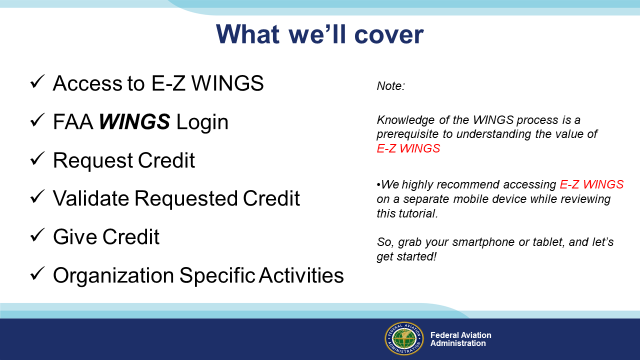 What we'll cover
✓ Access to E-Z WINGS
✓ FAA WINGS Login
✓ Request Credit
✓ Validate Requested Credit
✓ Give Credit
✓ Organization Specific Activities
Note:
Knowledge of the WINGS process is a
prerequisite to understanding the value of
E-Z WINGS
•We highly recommend accessing E-Z WINGS
on a separate mobile device while reviewing
this tutorial.
So, grab your smartphone or tablet, and let's
get started!
Federal Aviation
Administration